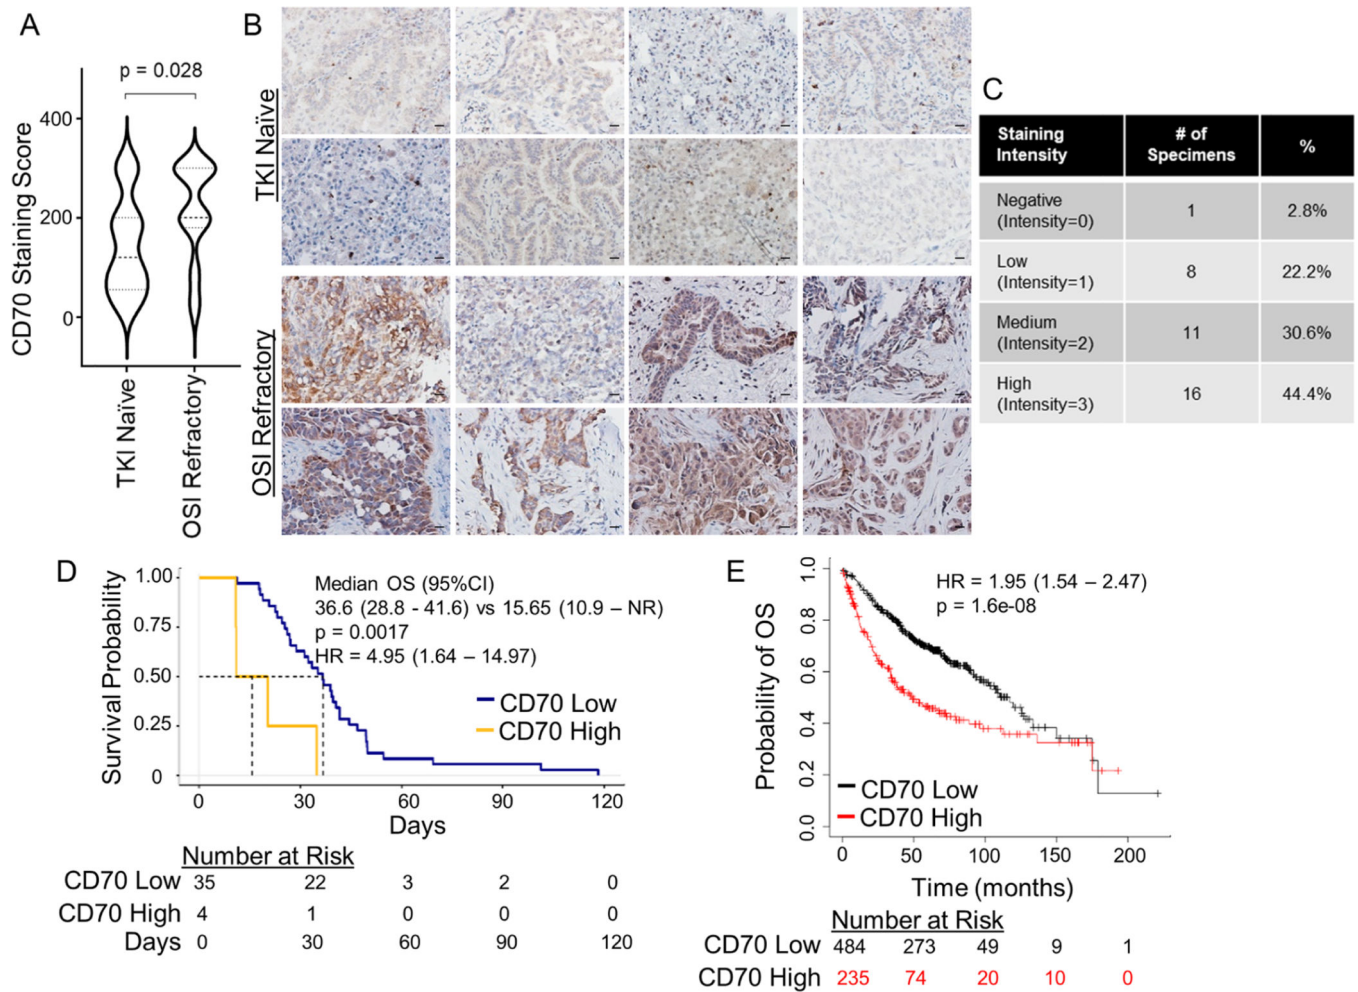 A
p = 0.028
CD70 Staining Score
400
200
0
TKI Naïve
OSI Refractory
B
TKI Naïve
OSI Refractory
C
Staining Intensity
# of Specimens
%
Negative (Intensity=0)
1
2.8%
Low (Intensity=1)
8
22.2%
Medium (Intensity=2)
11
30.6%
High (Intensity=3)
16
44.4%
D
Survival Probability
1.00
0.75
0.50
0.25
0
Median OS (95%CI)
36.6 (28.8 - 41.6) vs 15.65 (10.9 – NR)
p = 0.0017
HR = 4.95 (1.64 – 14.97)
CD70 Low
CD70 High
0 30 60 90 120
Days
Number at Risk
CD70 Low 35 22 3 2 0
CD70 High 4 1 0 0 0
Days 0 30 60 90 120
E
Probability of OS
1.0
0.8
0.6
0.4
0.2
0.0
HR = 1.95 (1.54 – 2.47)
p = 1.6e-08
CD70 Low
CD70 High
0 50 100 150 200
Time (months)
Number at Risk
CD70 Low 484 273 49 9 1
CD70 High 235 74 20 10 0